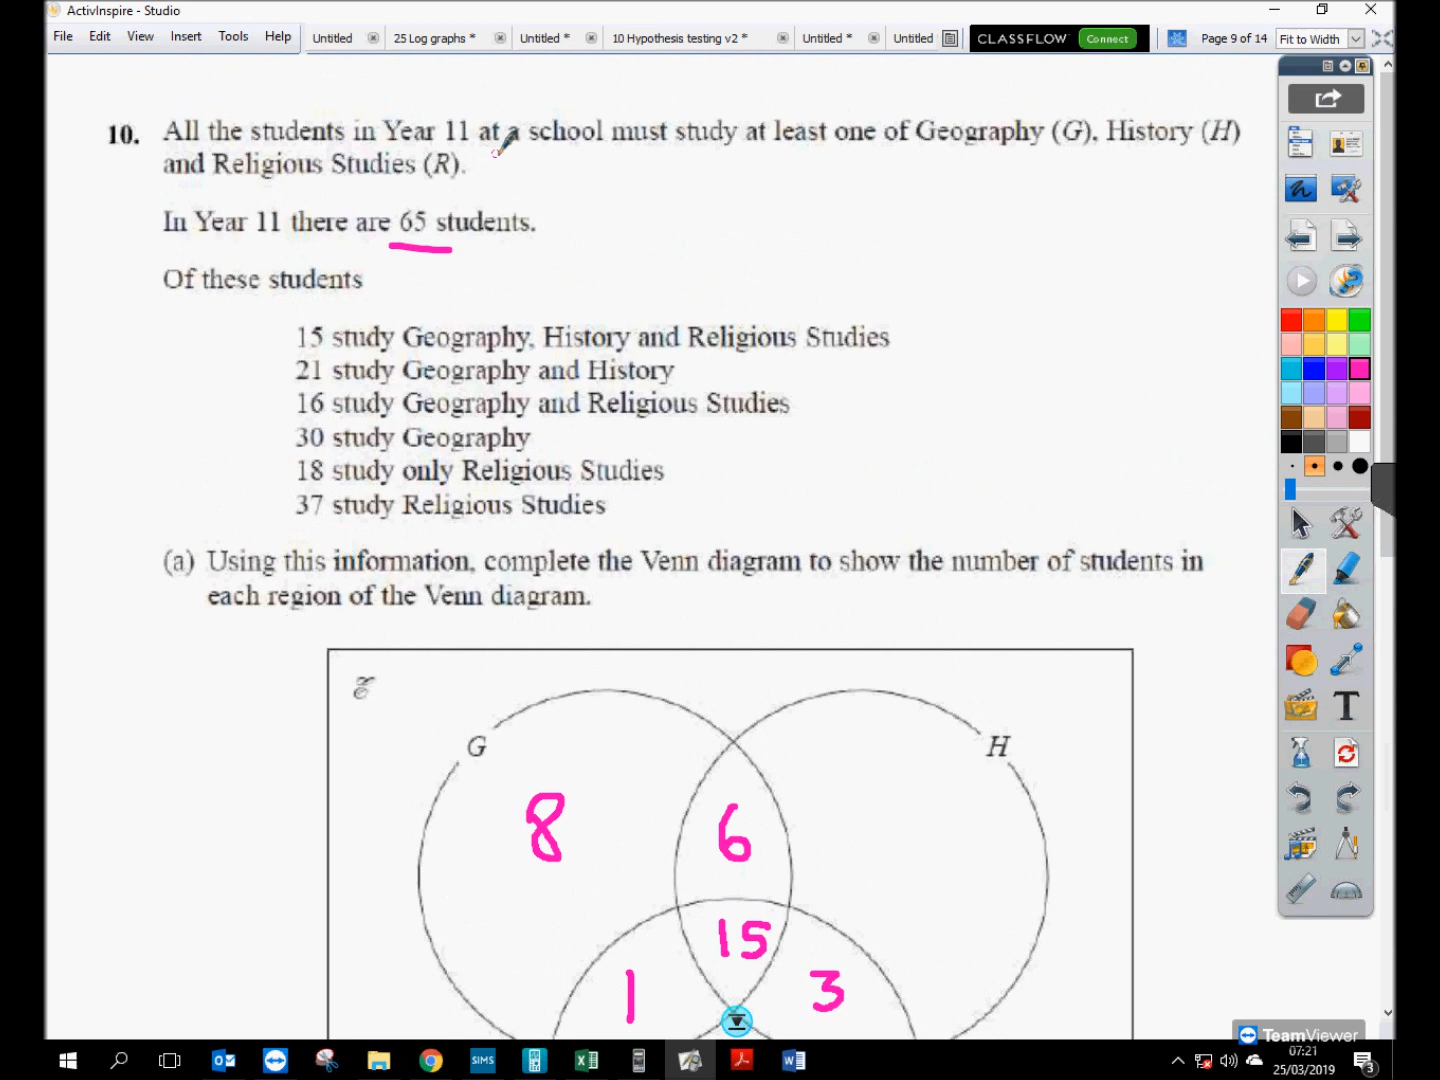 ActivInspire - Studio
File Edit View Insert Tools Help Untitled 25 Log graphs * Untitled * 10 Hypothesis testing v2 * Untitled * Untitled CLASSFLOW Connect Page 9 of 14 Fit to Width
10. All the students in Year 11 at a school must study at least one of Geography (G), History (H)
and Religious Studies (R).
In Year 11 there are 65 students.
Of these students
15 study Geography, History and Religious Studies
21 study Geography and History
16 study Geography and Religious Studies
30 study Geography
18 study only Religious Studies
37 study Religious Studies
(a) Using this information, complete the Venn diagram to show the number of students in
each region of the Venn diagram.
ℰ
G H
8 6
15
1 3
T
TeamViewer
SIMS
07:21
25/03/2019
3